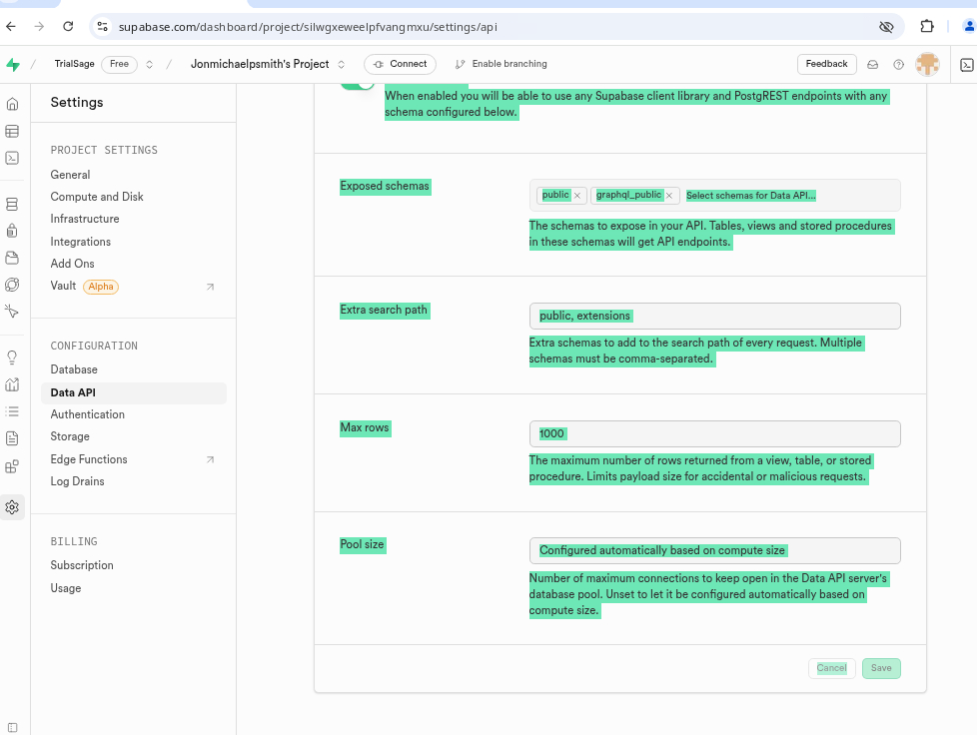 supabase.com/dashboard/project/silwgxeweelpfvangmxu/settings/api
TrialSage Free Jonmichaelpsmith's Project Connect Enable branching Feedback
Settings
PROJECT SETTINGS
General
Compute and Disk
Infrastructure
Integrations
Add Ons
Vault Alpha
CONFIGURATION
Database
Data API
Authentication
Storage
Edge Functions
Log Drains
BILLING
Subscription
Usage
When enabled you will be able to use any Supabase client library and PostgREST endpoints with any
schema configured below.
Exposed schemas
public graphql_public Select schemas for Data API...
The schemas to expose in your API. Tables, views and stored procedures
in these schemas will get API endpoints.
Extra search path
public, extensions
Extra schemas to add to the search path of every request. Multiple
schemas must be comma-separated.
Max rows
1000
The maximum number of rows returned from a view, table, or stored
procedure. Limits payload size for accidental or malicious requests.
Pool size
Configured automatically based on compute size
Number of maximum connections to keep open in the Data API server's
database pool. Unset to let it be configured automatically based on
compute size.
Cancel Save